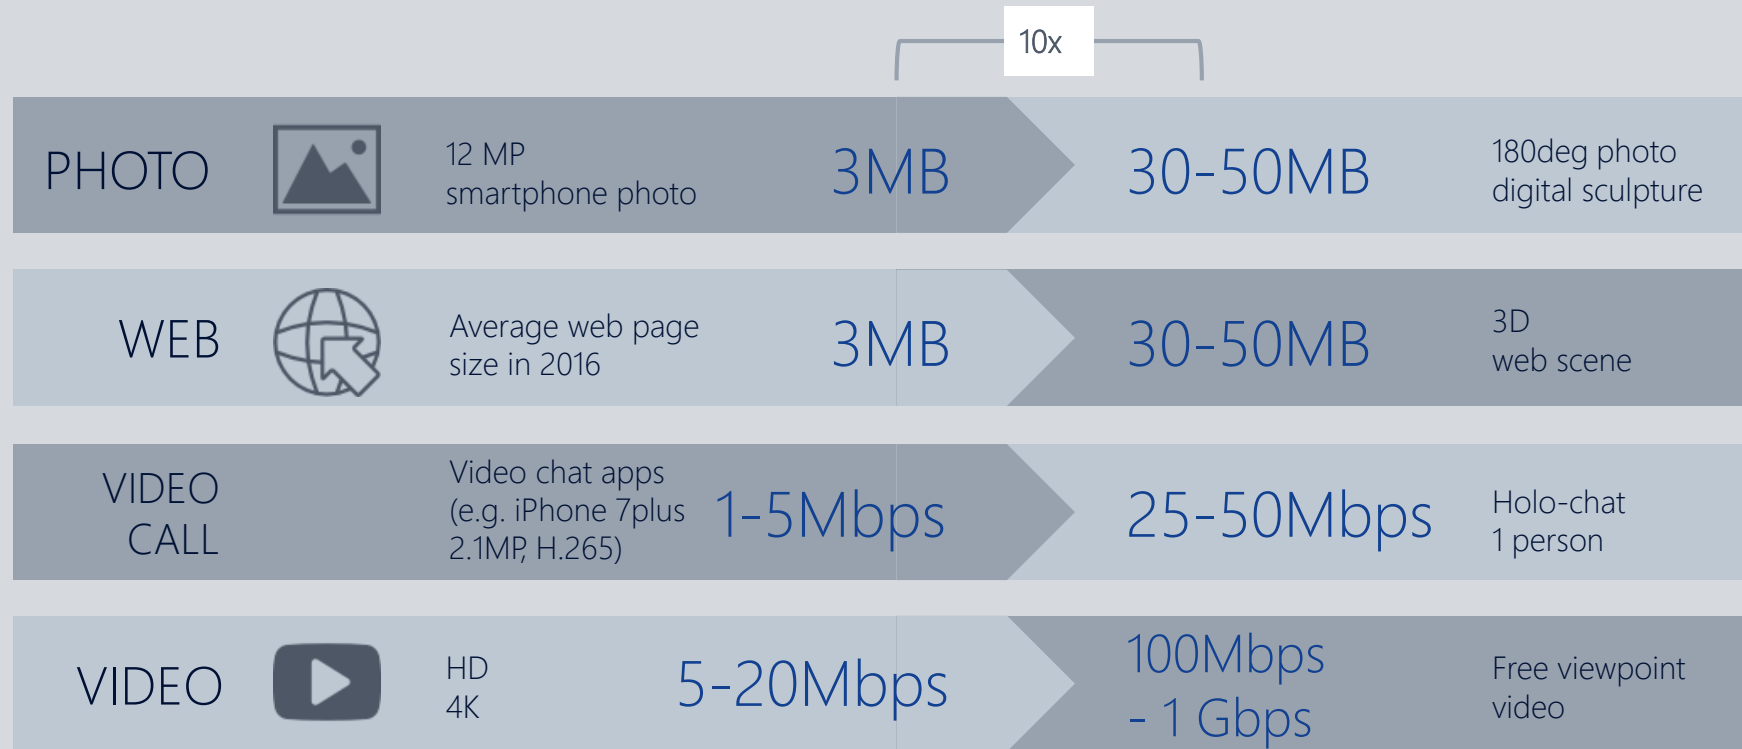 10x
PHOTO
12 MP
smartphone photo
3MB
30-50MB
180deg photo
digital sculpture
WEB
Average web page
size in 2016
3MB
30-50MB
3D
web scene
VIDEO
CALL
Video chat apps
(e.g. iPhone 7plus
2.1MP, H.265)
1-5Mbps
25-50Mbps
Holo-chat
1 person
VIDEO
HD
4K
5-20Mbps
100Mbps
- 1 Gbps
Free viewpoint
video